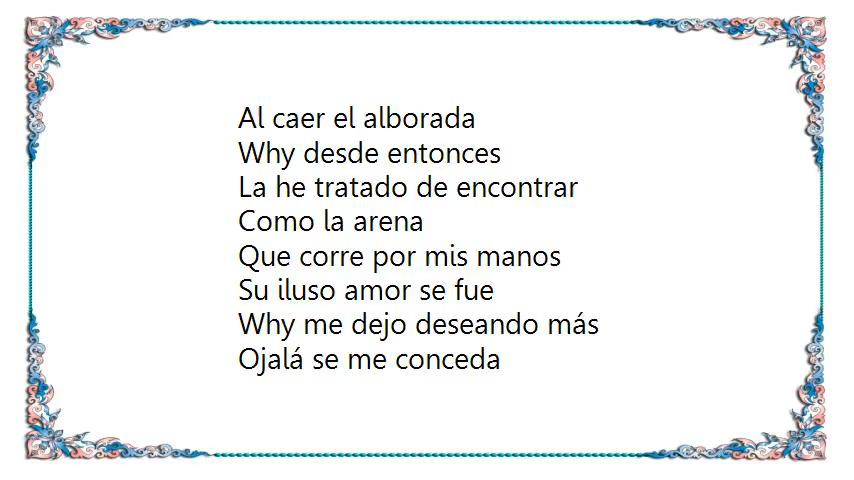 Al caer el alborada
Why desde entonces
La he tratado de encontrar
Como la arena
Que corre por mis manos
Su iluso amor se fue
Why me dejo deseando más
Ojalá se me conceda